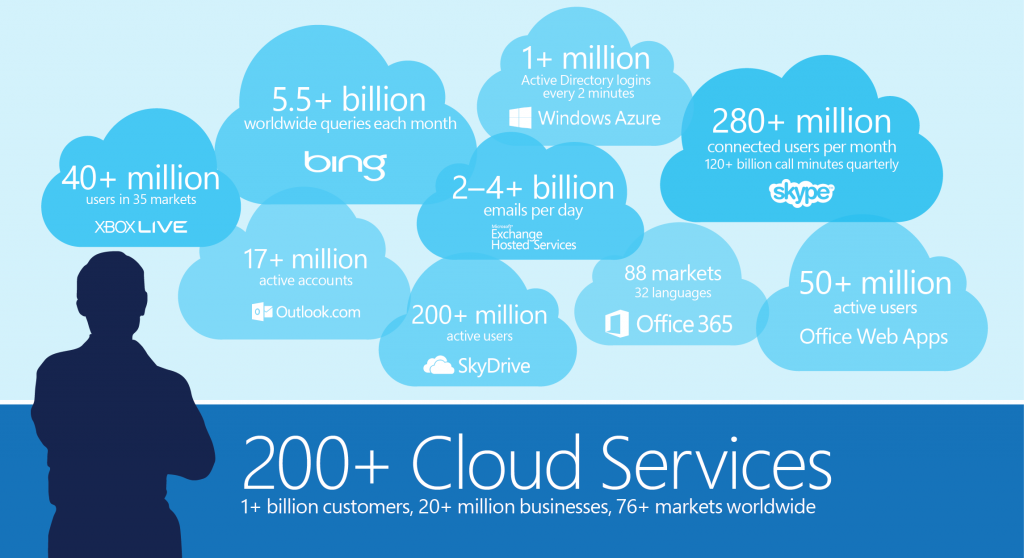 1+ million
Active Directory logins
every 2 minutes
Windows Azure
5.5+ billion
worldwide queries each month
bing
280+ million
connected users per month
120+ billion call minutes quarterly
skype
40+ million
users in 35 markets
XBOX LIVE
2–4+ billion
emails per day
Microsoft
Exchange
Hosted Services
17+ million
active accounts
Outlook.com
200+ million
active users
SkyDrive
88 markets
32 languages
Office 365
50+ million
active users
Office Web Apps
200+ Cloud Services
1+ billion customers, 20+ million businesses, 76+ markets worldwide